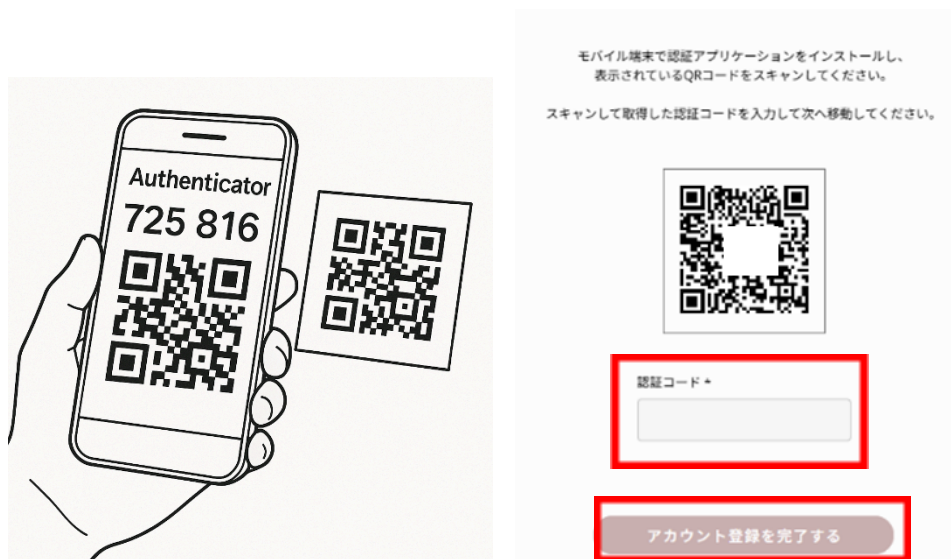 Authenticator
725 816
モバイル端末で認証アプリケーションをインストールし、
表示されているQRコードをスキャンしてください。
スキャンして取得した認証コードを入力して次へ移動してください。
認証コード *
アカウント登録を完了する